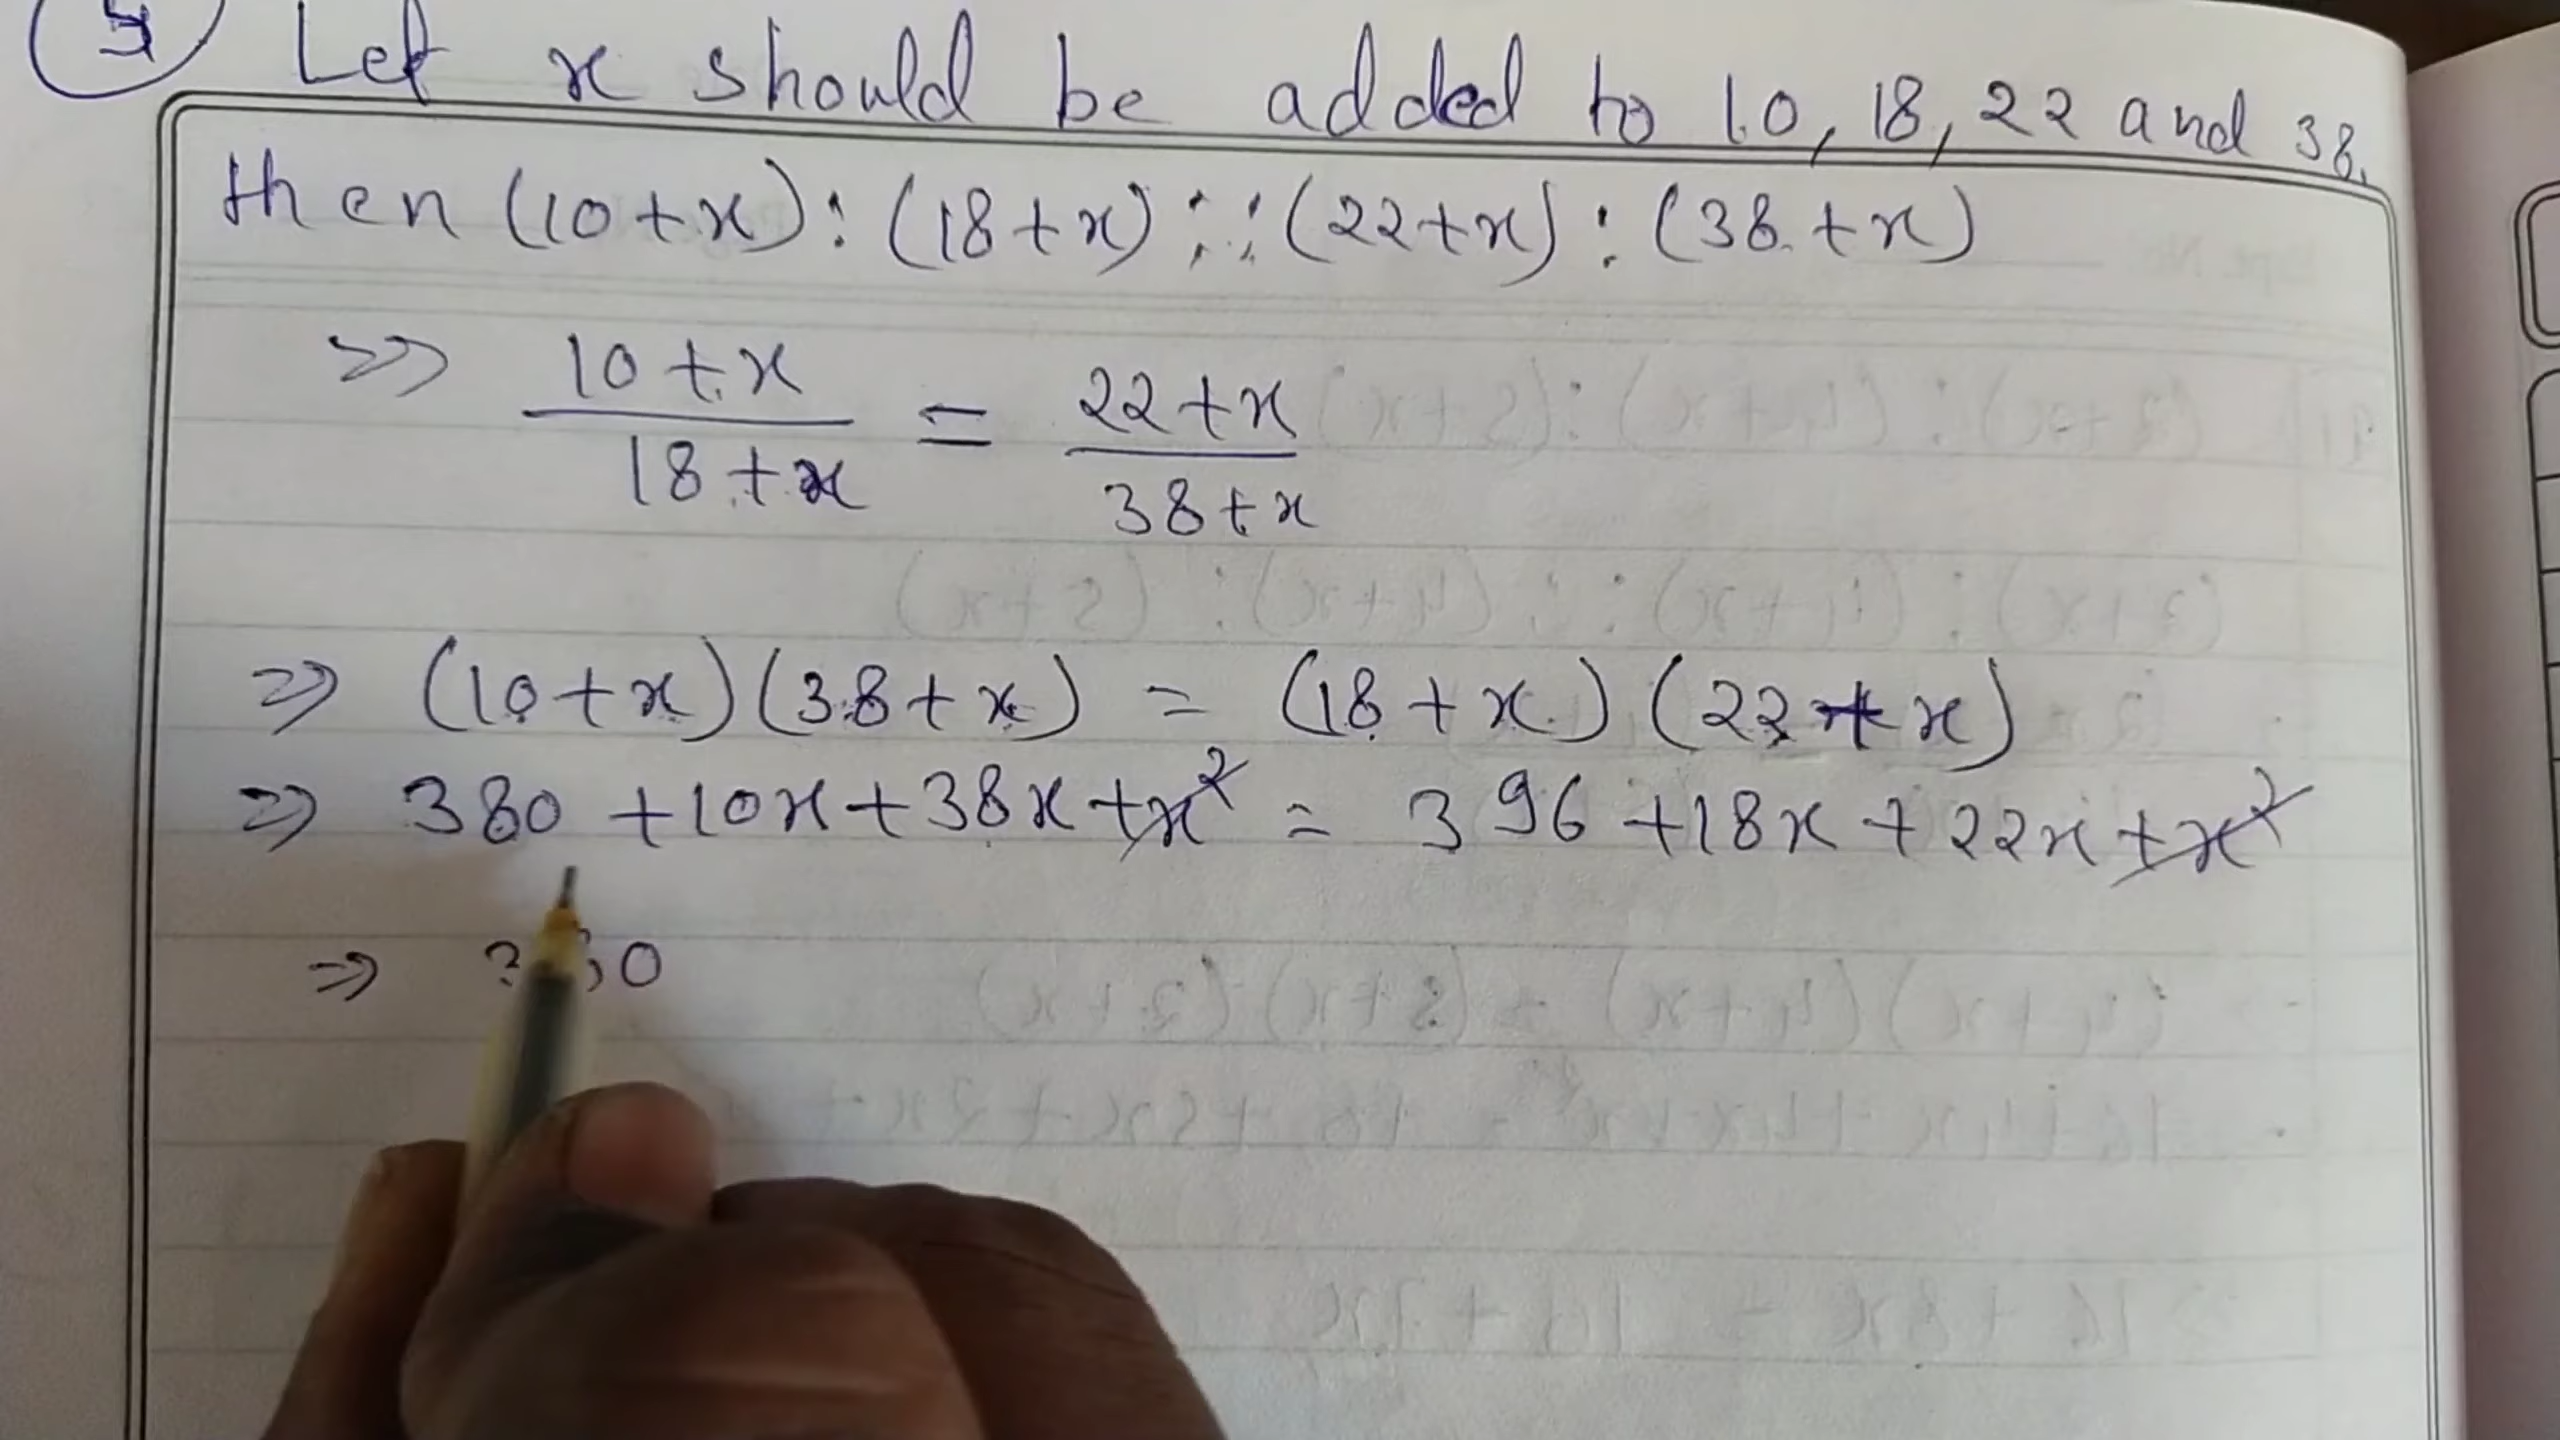 5 Let x should be added to 10, 18, 22 and 38.
then (10+x) : (18+x) :: (22+x) : (38+x)
⇒ 10+x / 18+x = 22+x / 38+x
⇒ (10+x)(38+x) = (18+x)(22+x)
⇒ 380 +10x+38x+x² = 396 +18x+22x+x²
⇒ 380